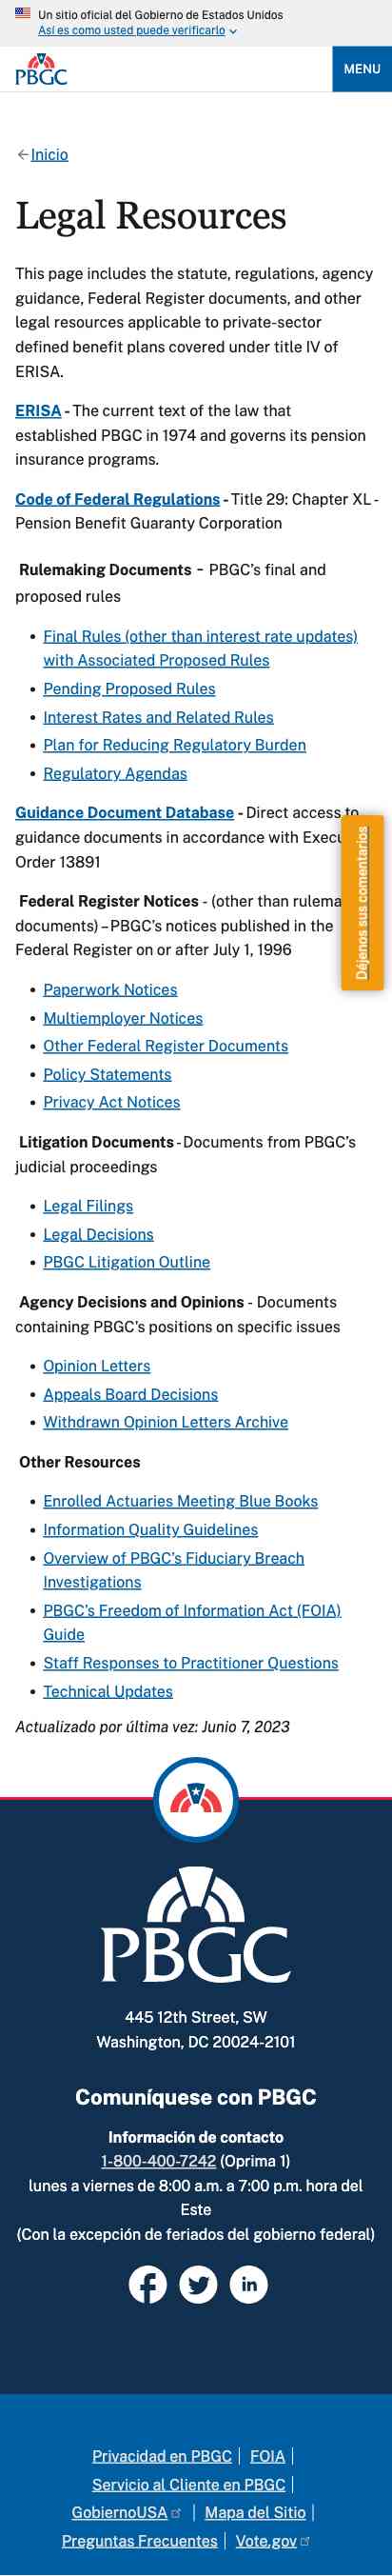 Un sitio oficial del Gobierno de Estados Unidos
Así es como usted puede verificarlo
PBGC
MENU
Inicio
Legal Resources
This page includes the statute, regulations, agency
guidance, Federal Register documents, and other
legal resources applicable to private-sector
defined benefit plans covered under title IV of
ERISA.
ERISA - The current text of the law that
established PBGC in 1974 and governs its pension
insurance programs.
Code of Federal Regulations - Title 29: Chapter XL -
Pension Benefit Guaranty Corporation
Rulemaking Documents - PBGC's final and
proposed rules
• Final Rules (other than interest rate updates)
with Associated Proposed Rules
• Pending Proposed Rules
• Interest Rates and Related Rules
• Plan for Reducing Regulatory Burden
• Regulatory Agendas
Guidance Document Database - Direct access to
guidance documents in accordance with Execu
Order 13891
Déjenos sus comentarios
Federal Register Notices - (other than rulema
documents) – PBGC's notices published in the
Federal Register on or after July 1, 1996
• Paperwork Notices
• Multiemployer Notices
• Other Federal Register Documents
• Policy Statements
• Privacy Act Notices
Litigation Documents - Documents from PBGC's
judicial proceedings
• Legal Filings
• Legal Decisions
• PBGC Litigation Outline
Agency Decisions and Opinions - Documents
containing PBGC's positions on specific issues
• Opinion Letters
• Appeals Board Decisions
• Withdrawn Opinion Letters Archive
Other Resources
• Enrolled Actuaries Meeting Blue Books
• Information Quality Guidelines
• Overview of PBGC's Fiduciary Breach
Investigations
• PBGC's Freedom of Information Act (FOIA)
Guide
• Staff Responses to Practitioner Questions
• Technical Updates
Actualizado por última vez: Junio 7, 2023
PBGC
445 12th Street, SW
Washington, DC 20024-2101
Comuníquese con PBGC
Información de contacto
1-800-400-7242 (Oprima 1)
lunes a viernes de 8:00 a.m. a 7:00 p.m. hora del
Este
(Con la excepción de feriados del gobierno federal)
Privacidad en PBGC | FOIA |
Servicio al Cliente en PBGC |
GobiernoUSA | Mapa del Sitio |
Preguntas Frecuentes | Vote.gov